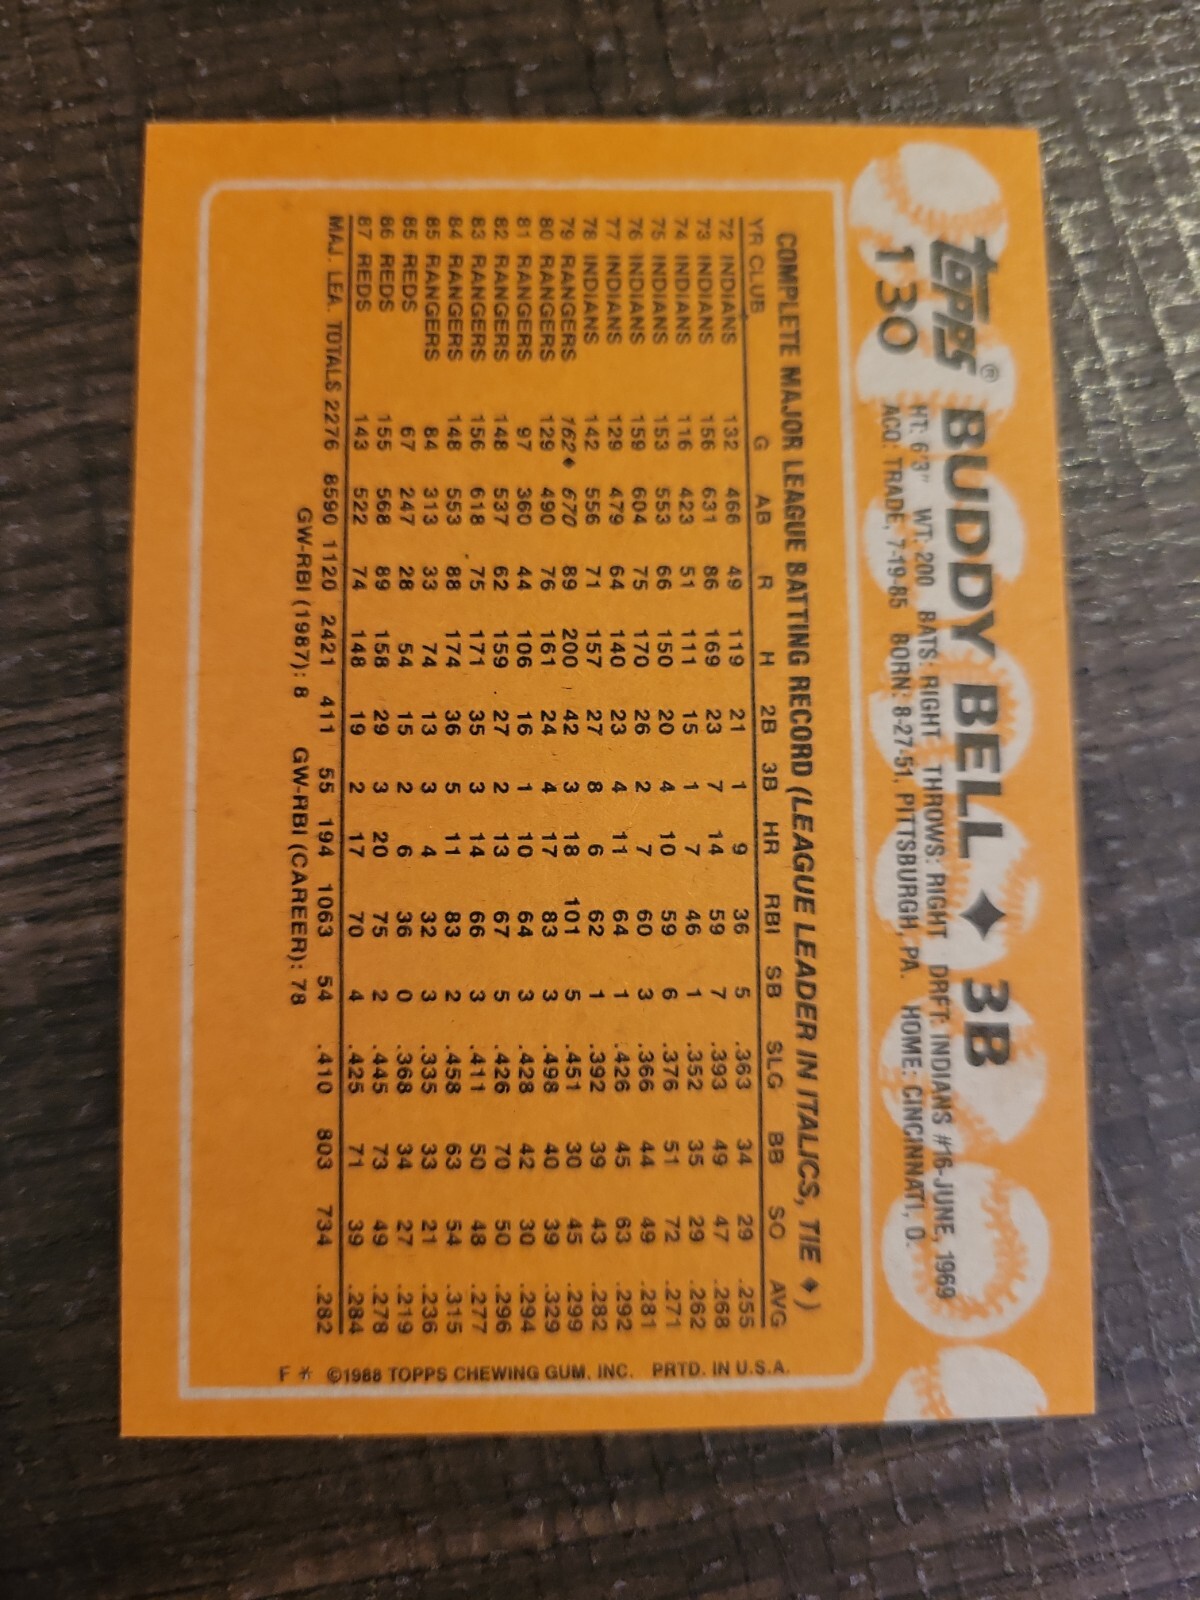 topps® BUDDY BELL ♦ 3B
130 HT: 6'3" WT: 200 BATS: RIGHT THROWS: RIGHT DRFT: INDIANS #16-JUNE, 1969
ACQ: TRADE, 7-19-85 BORN: 8-27-51, PITTSBURGH, PA. HOME: CINCINNATI, O.
COMPLETE MAJOR LEAGUE BATTING RECORD (LEAGUE LEADER IN ITALICS, TIE ♦)
YR CLUB G AB R H 2B 3B HR RBI SB SLG BB SO AVG
72 INDIANS 132 466 49 119 21 1 9 36 5 .363 34 29 .255
73 INDIANS 156 631 86 169 23 7 14 59 7 .393 49 47 .268
74 INDIANS 116 423 51 111 15 1 7 46 1 .352 35 29 .262
75 INDIANS 153 553 66 150 20 4 10 59 6 .376 51 72 .271
76 INDIANS 159 604 75 170 26 2 7 60 3 .366 44 49 .281
77 INDIANS 129 479 64 140 23 4 11 64 1 .426 45 63 .292
78 INDIANS 142 556 71 157 27 8 6 62 1 .392 39 43 .282
79 RANGERS 162♦ 670 89 200 42 3 18 101 5 .451 30 45 .299
80 RANGERS 129 490 76 161 24 4 17 83 3 .498 40 39 .329
81 RANGERS 97 360 44 106 16 1 10 64 3 .428 42 30 .294
82 RANGERS 148 537 62 159 27 2 13 67 5 .426 70 50 .296
83 RANGERS 156 618 75 171 35 3 14 66 3 .411 50 48 .277
84 RANGERS 148 553 88 174 36 5 11 83 2 .458 63 54 .315
85 RANGERS 84 313 33 74 13 3 4 32 3 .335 33 21 .236
85 REDS 67 247 28 54 15 2 6 36 0 .368 34 27 .219
86 REDS 155 568 89 158 29 3 20 75 2 .445 73 49 .278
87 REDS 143 522 74 148 19 2 17 70 4 .425 71 39 .284
MAJ. LEA. TOTALS 2276 8590 1120 2421 411 55 194 1063 54 .410 803 734 .282
GW-RBI (1987): 8 GW-RBI (CAREER): 78
F * ©1988 TOPPS CHEWING GUM, INC. PRTD. IN U.S.A.